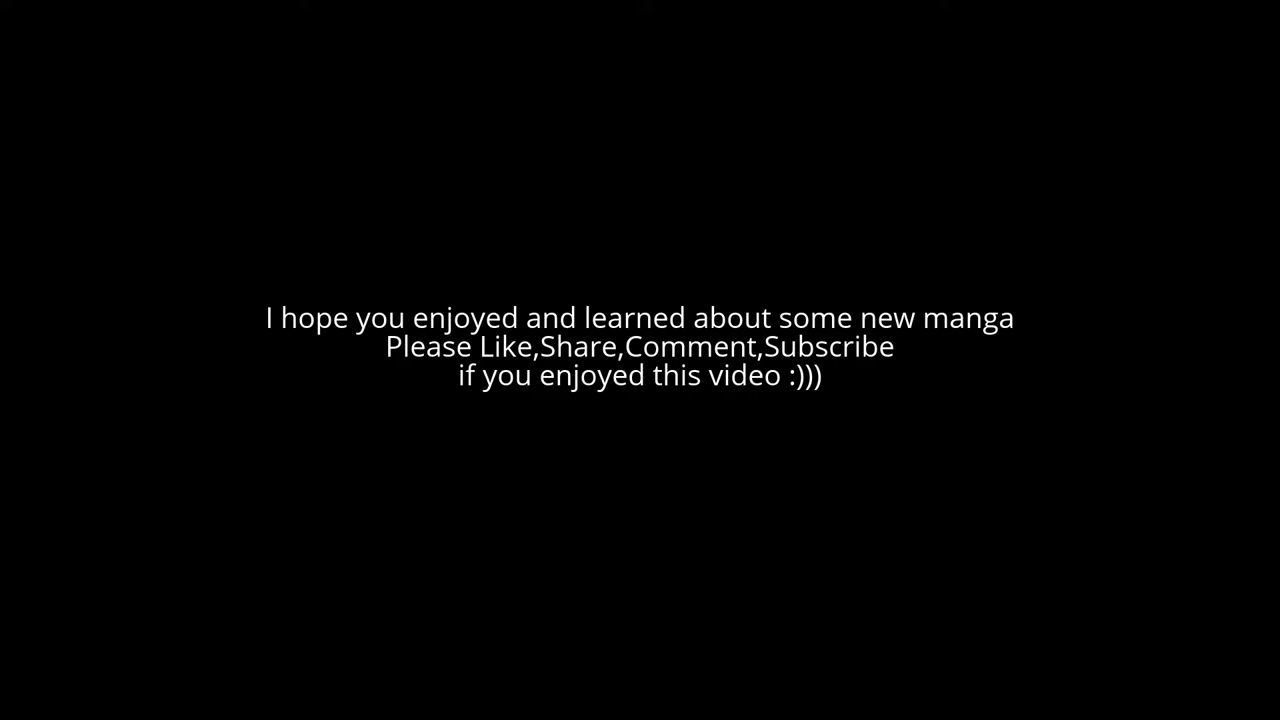 I hope you enjoyed and learned about some new manga
Please Like,Share,Comment,Subscribe
if you enjoyed this video :)))